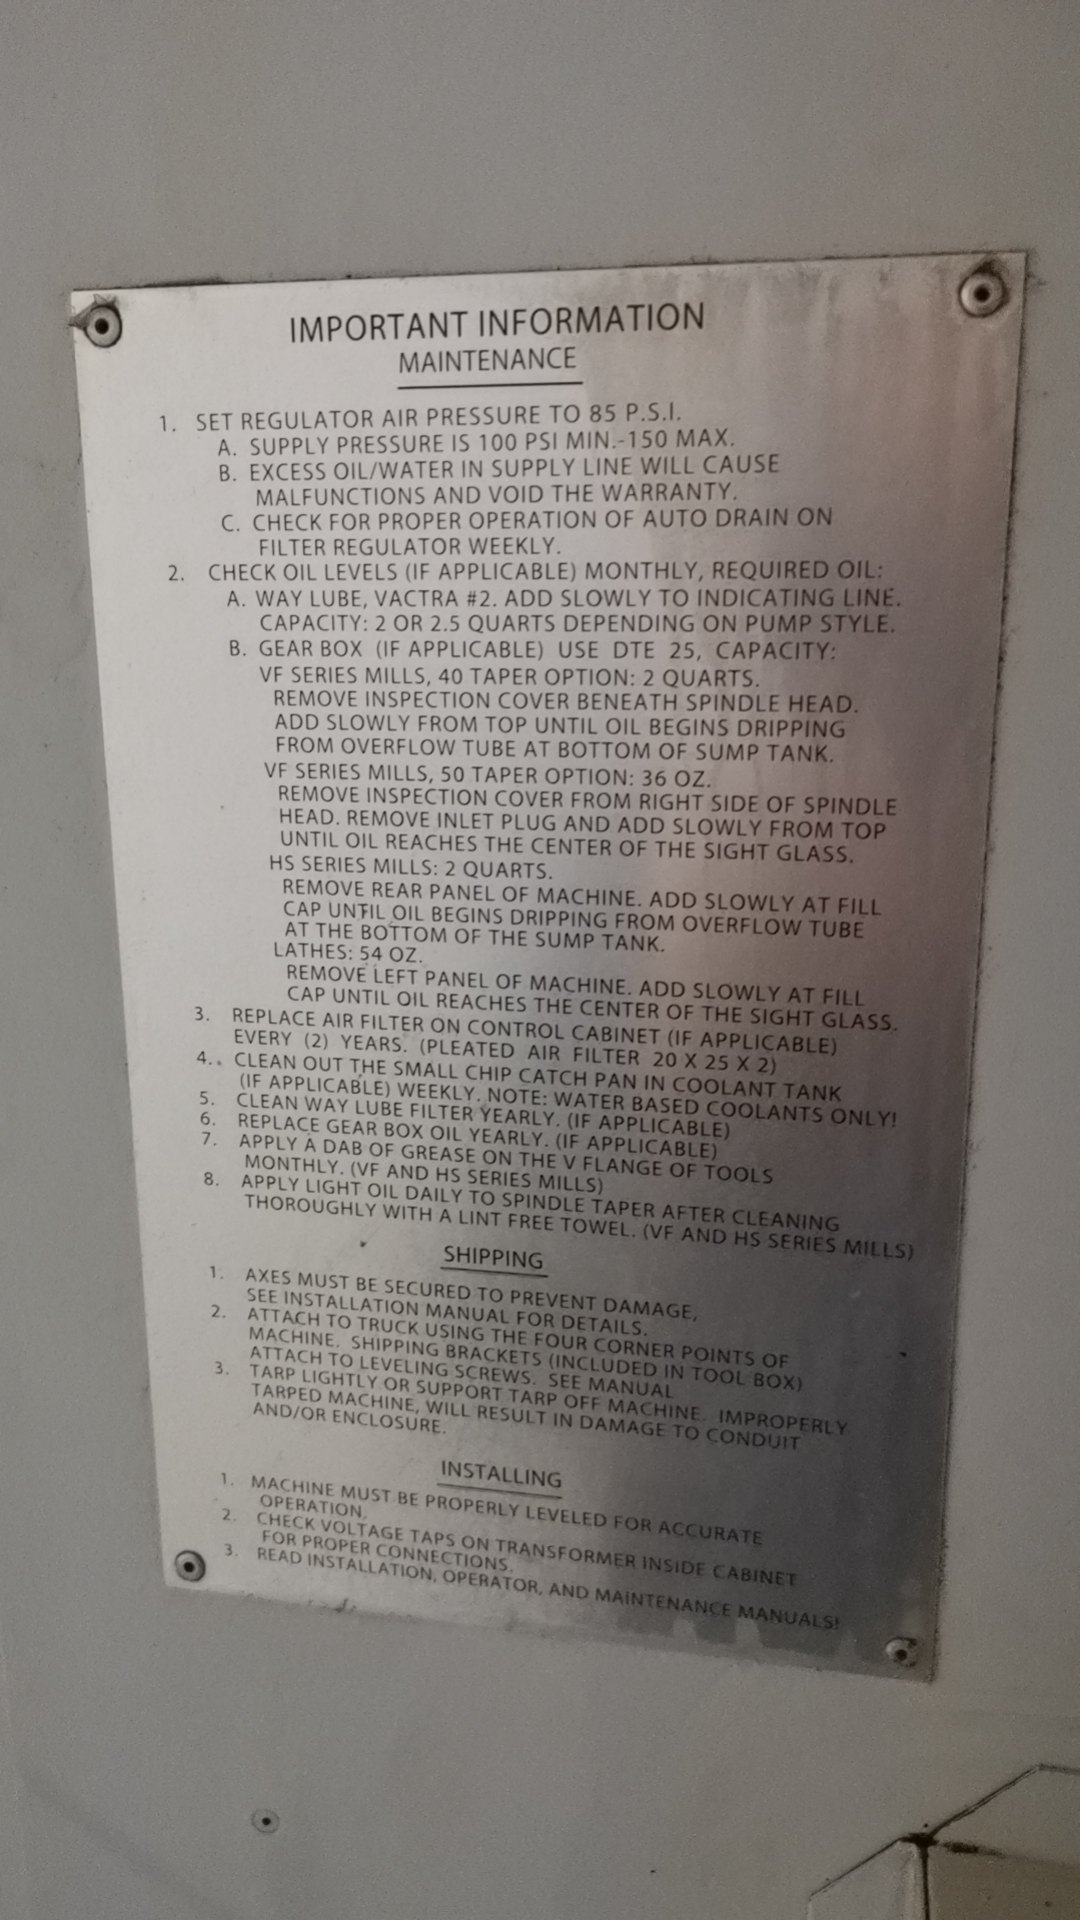 IMPORTANT INFORMATION
MAINTENANCE
1. SET REGULATOR AIR PRESSURE TO 85 P.S.I.
A. SUPPLY PRESSURE IS 100 PSI MIN.-150 MAX.
B. EXCESS OIL/WATER IN SUPPLY LINE WILL CAUSE
MALFUNCTIONS AND VOID THE WARRANTY.
C. CHECK FOR PROPER OPERATION OF AUTO DRAIN ON
FILTER REGULATOR WEEKLY.
2. CHECK OIL LEVELS (IF APPLICABLE) MONTHLY, REQUIRED OIL:
A. WAY LUBE, VACTRA #2. ADD SLOWLY TO INDICATING LINE.
CAPACITY: 2 OR 2.5 QUARTS DEPENDING ON PUMP STYLE.
B. GEAR BOX (IF APPLICABLE) USE DTE 25, CAPACITY:
VF SERIES MILLS, 40 TAPER OPTION: 2 QUARTS.
REMOVE INSPECTION COVER BENEATH SPINDLE HEAD.
ADD SLOWLY FROM TOP UNTIL OIL BEGINS DRIPPING
FROM OVERFLOW TUBE AT BOTTOM OF SUMP TANK.
VF SERIES MILLS, 50 TAPER OPTION: 36 OZ.
REMOVE INSPECTION COVER FROM RIGHT SIDE OF SPINDLE
HEAD. REMOVE INLET PLUG AND ADD SLOWLY FROM TOP
UNTIL OIL REACHES THE CENTER OF THE SIGHT GLASS.
HS SERIES MILLS: 2 QUARTS.
REMOVE REAR PANEL OF MACHINE. ADD SLOWLY AT FILL
CAP UNTIL OIL BEGINS DRIPPING FROM OVERFLOW TUBE
AT THE BOTTOM OF THE SUMP TANK.
LATHES: 54 OZ.
REMOVE LEFT PANEL OF MACHINE. ADD SLOWLY AT FILL
CAP UNTIL OIL REACHES THE CENTER OF THE SIGHT GLASS.
3. REPLACE AIR FILTER ON CONTROL CABINET (IF APPLICABLE)
EVERY (2) YEARS. (PLEATED AIR FILTER 20 X 25 X 2)
4. CLEAN OUT THE SMALL CHIP CATCH PAN IN COOLANT TANK
(IF APPLICABLE) WEEKLY. NOTE: WATER BASED COOLANTS ONLY!
5. CLEAN WAY LUBE FILTER YEARLY. (IF APPLICABLE)
6. REPLACE GEAR BOX OIL YEARLY. (IF APPLICABLE)
7. APPLY A DAB OF GREASE ON THE V FLANGE OF TOOLS
MONTHLY. (VF AND HS SERIES MILLS)
8. APPLY LIGHT OIL DAILY TO SPINDLE TAPER AFTER CLEANING
THOROUGHLY WITH A LINT FREE TOWEL. (VF AND HS SERIES MILLS)
SHIPPING
1. AXES MUST BE SECURED TO PREVENT DAMAGE,
SEE INSTALLATION MANUAL FOR DETAILS.
2. ATTACH TO TRUCK USING THE FOUR CORNER POINTS OF
MACHINE. SHIPPING BRACKETS (INCLUDED IN TOOL BOX)
ATTACH TO LEVELING SCREWS. SEE MANUAL
3. TARP LIGHTLY OR SUPPORT TARP OFF MACHINE. IMPROPERLY
TARPED MACHINE, WILL RESULT IN DAMAGE TO CONDUIT
AND/OR ENCLOSURE.
INSTALLING
1. MACHINE MUST BE PROPERLY LEVELED FOR ACCURATE
OPERATION.
2. CHECK VOLTAGE TAPS ON TRANSFORMER INSIDE CABINET
FOR PROPER CONNECTIONS.
3. READ INSTALLATION, OPERATOR, AND MAINTENANCE MANUALS!